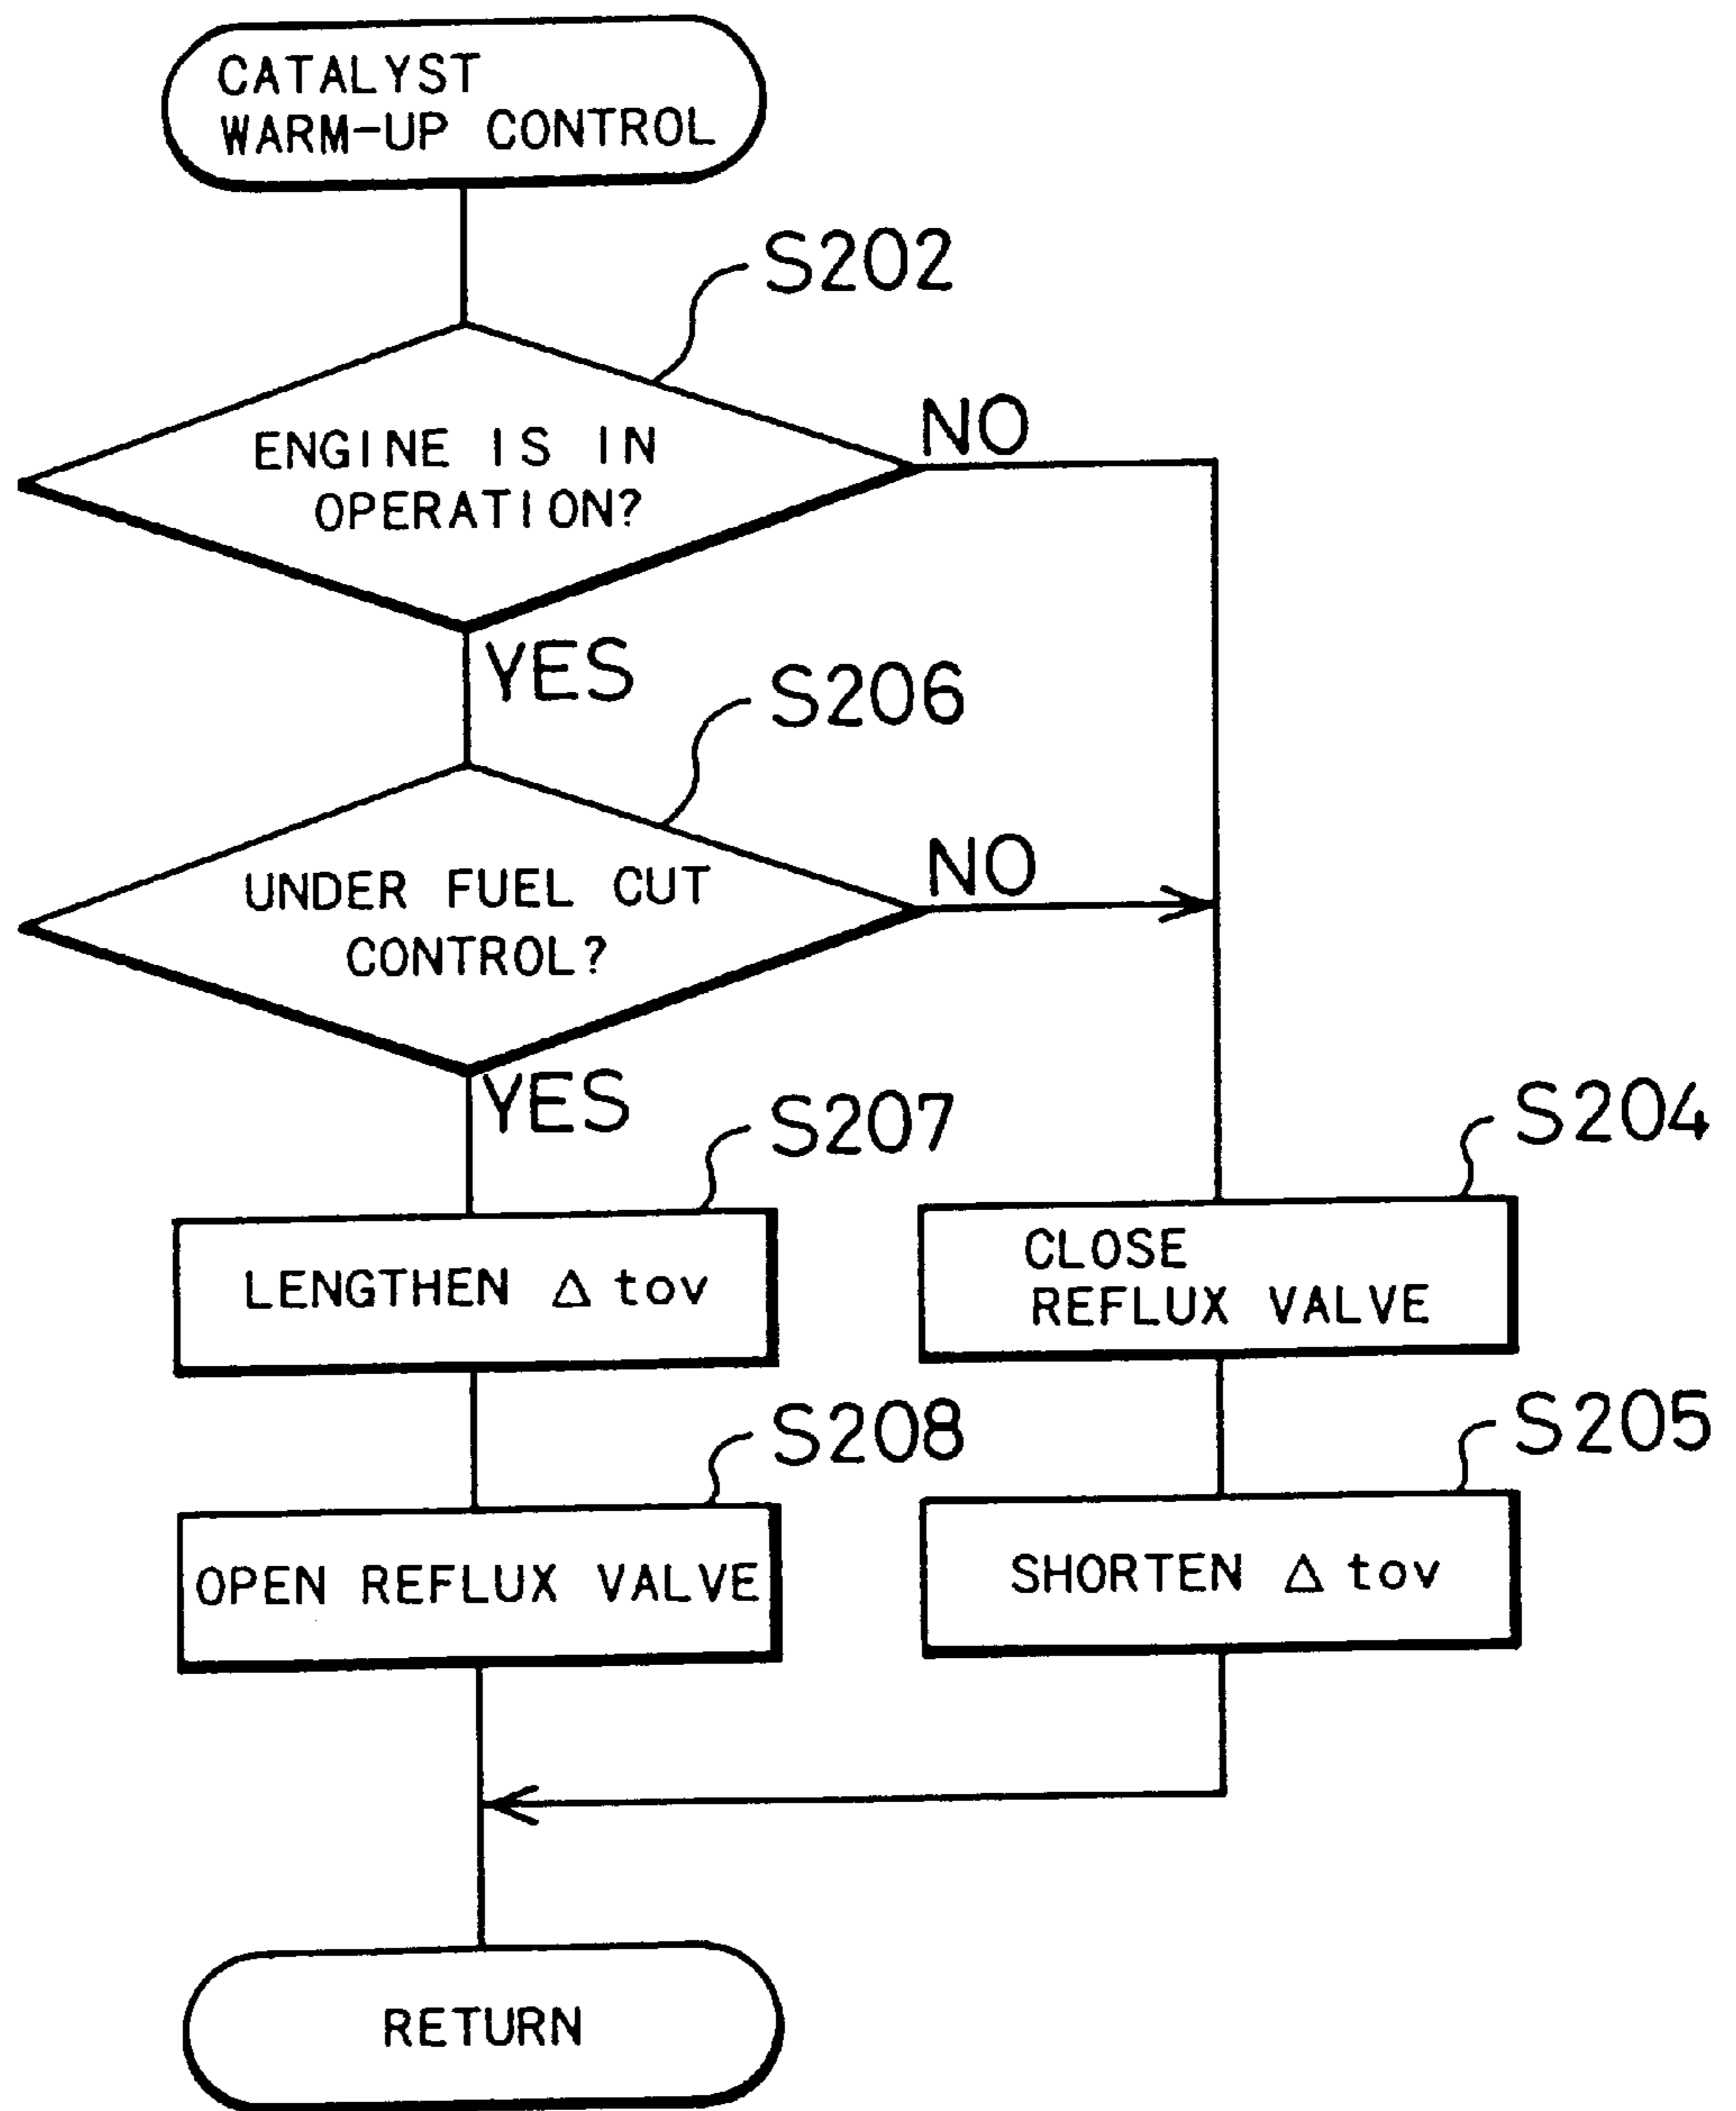 CATALYST
WARM-UP CONTROL
S202
ENGINE IS IN
OPERATION?
NO
YES
S206
UNDER FUEL CUT
CONTROL?
NO
YES
S207
LENGTHEN Δ tov
S204
CLOSE
REFLUX VALVE
S208
OPEN REFLUX VALVE
S205
SHORTEN Δ tov
RETURN